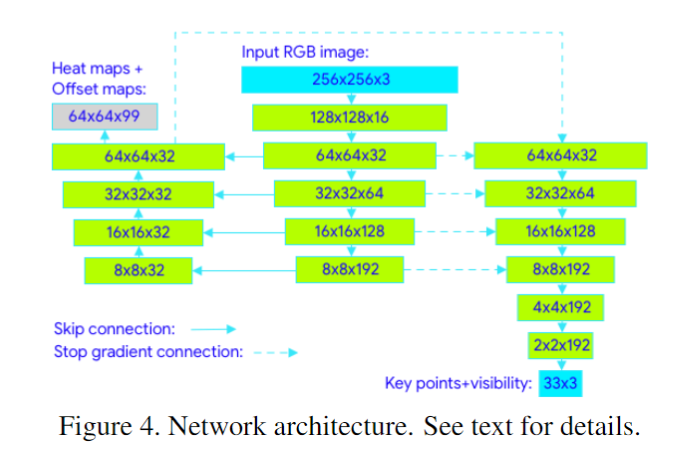 Input RGB image:
256x256x3
128x128x16
64x64x32
32x32x64
16x16x128
8x8x192
Heat maps +
Offset maps:
64x64x99
64x64x32
32x32x32
16x16x32
8x8x32
64x64x32
32x32x64
16x16x128
8x8x192
4x4x192
2x2x192
Key points+visibility: 33x3
Skip connection:
Stop gradient connection:
Figure 4. Network architecture. See text for details.